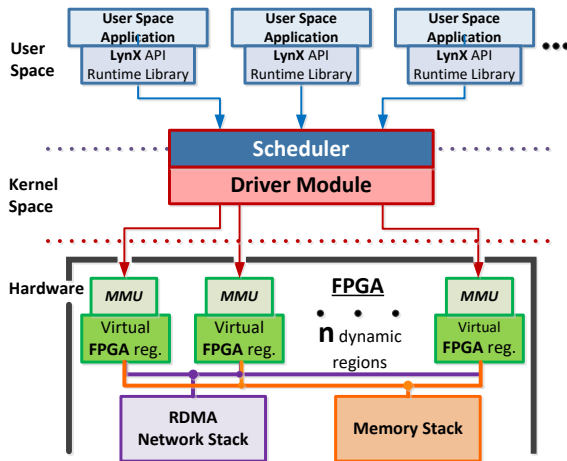 User Space
Application
LynX API
Runtime Library
User Space
Application
LynX API
Runtime Library
User Space
Application
LynX API
Runtime Library
User
Space
Scheduler
Driver Module
Kernel
Space
Hardware
MMU
Virtual
FPGA reg.
MMU
Virtual
FPGA reg.
FPGA
n dynamic
regions
MMU
Virtual
FPGA reg.
RDMA
Network Stack
Memory Stack